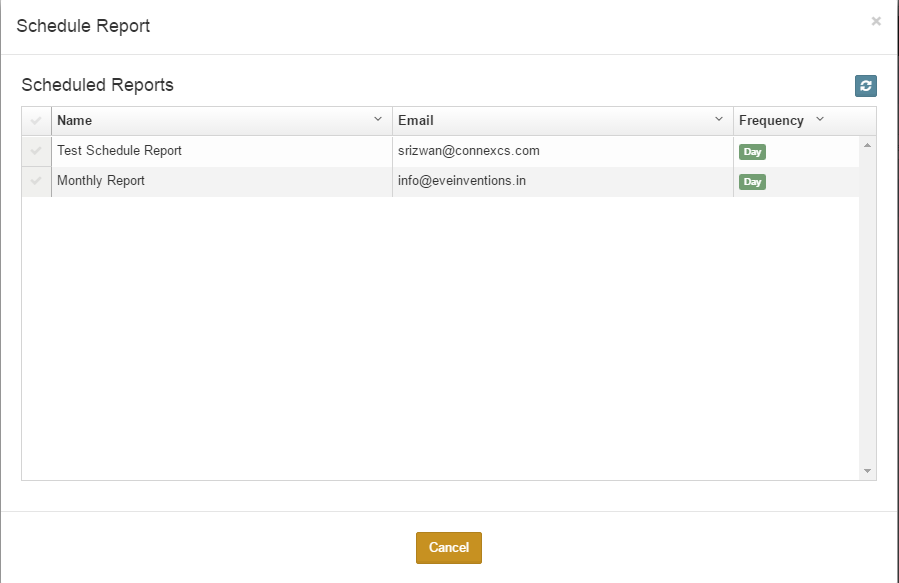 Schedule Report ×
Scheduled Reports
Name Email Frequency
Test Schedule Report srizwan@connexcs.com Day
Monthly Report info@eveinventions.in Day
Cancel